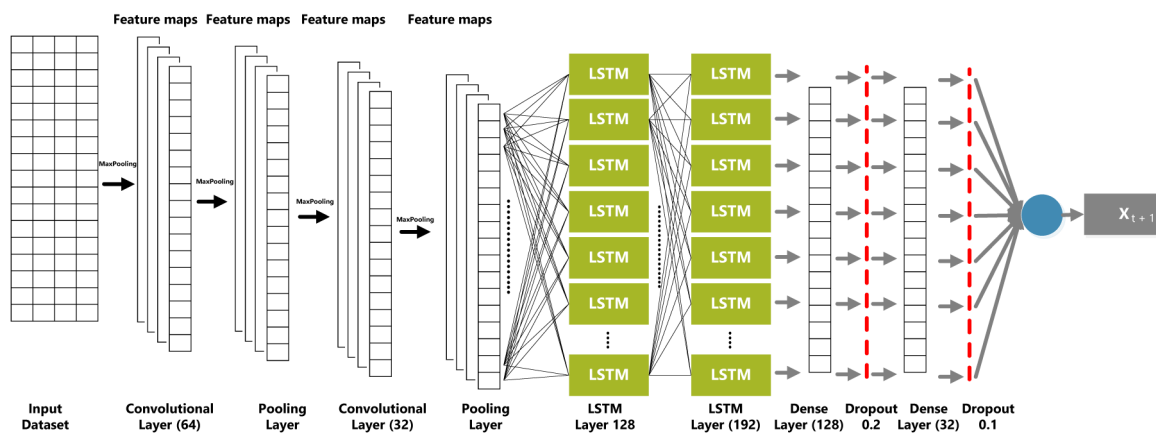 Feature maps
Feature maps
Feature maps
Feature maps
MaxPooling
MaxPooling
MaxPooling
MaxPooling
LSTM
LSTM
LSTM
LSTM
LSTM
LSTM
LSTM
LSTM
LSTM
LSTM
LSTM
LSTM
LSTM
LSTM
X t + 1
Input
Dataset
Convolutional
Layer (64)
Pooling
Layer
Convolutional
Layer (32)
Pooling
Layer
LSTM
Layer 128
LSTM
Layer (192)
Dense
Layer (128)
Dropout
0.2
Dense
Layer (32)
Dropout
0.1